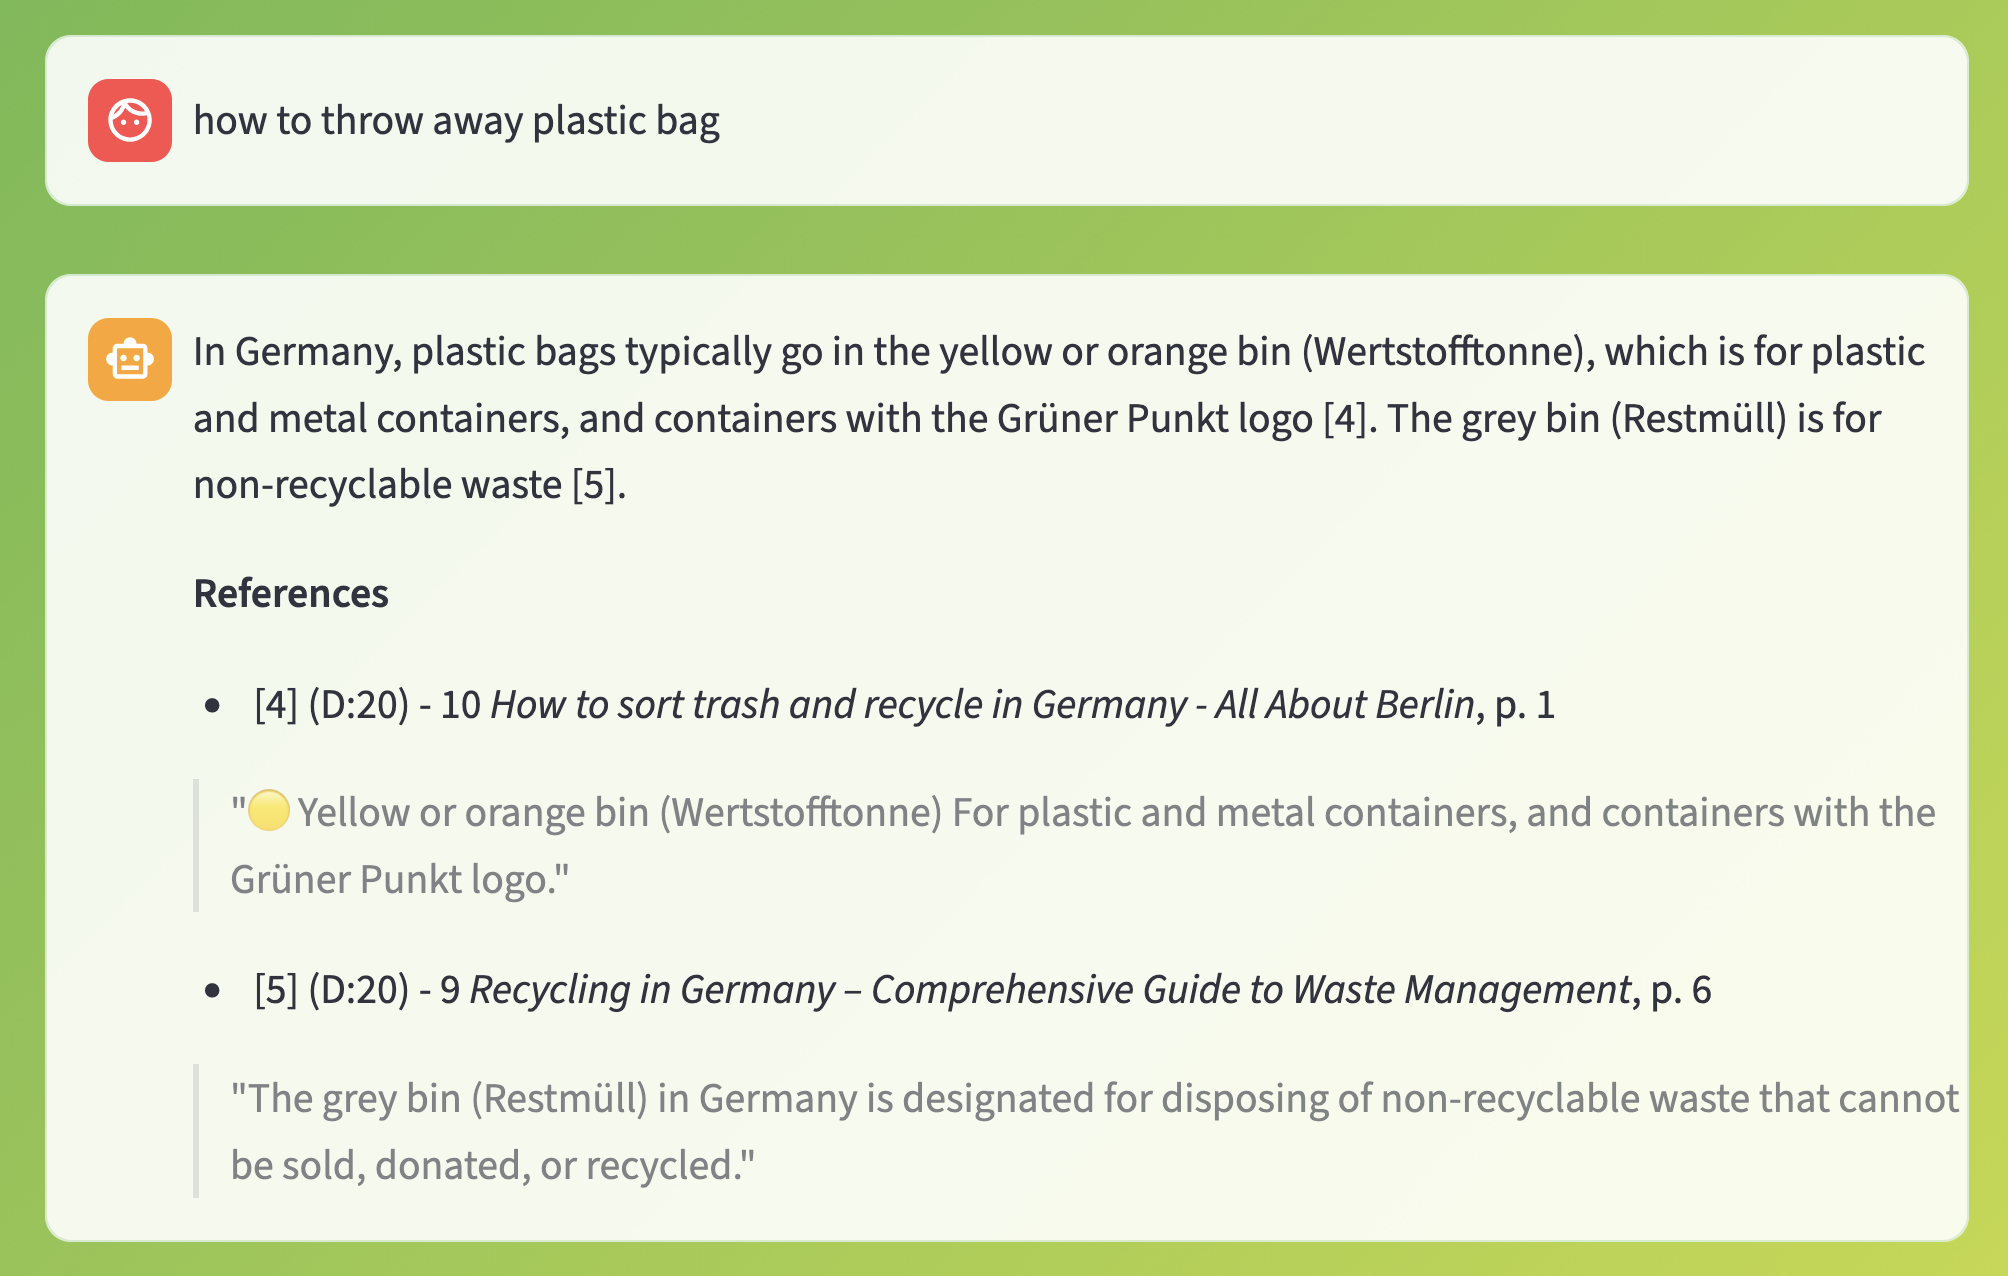 how to throw away plastic bag
In Germany, plastic bags typically go in the yellow or orange bin (Wertstofftonne), which is for plastic
and metal containers, and containers with the Grüner Punkt logo [4]. The grey bin (Restmüll) is for
non-recyclable waste [5].
References
• [4] (D:20) - 10 How to sort trash and recycle in Germany - All About Berlin, p. 1
"🟡 Yellow or orange bin (Wertstofftonne) For plastic and metal containers, and containers with the
Grüner Punkt logo."
• [5] (D:20) - 9 Recycling in Germany – Comprehensive Guide to Waste Management, p. 6
"The grey bin (Restmüll) in Germany is designated for disposing of non-recyclable waste that cannot
be sold, donated, or recycled."